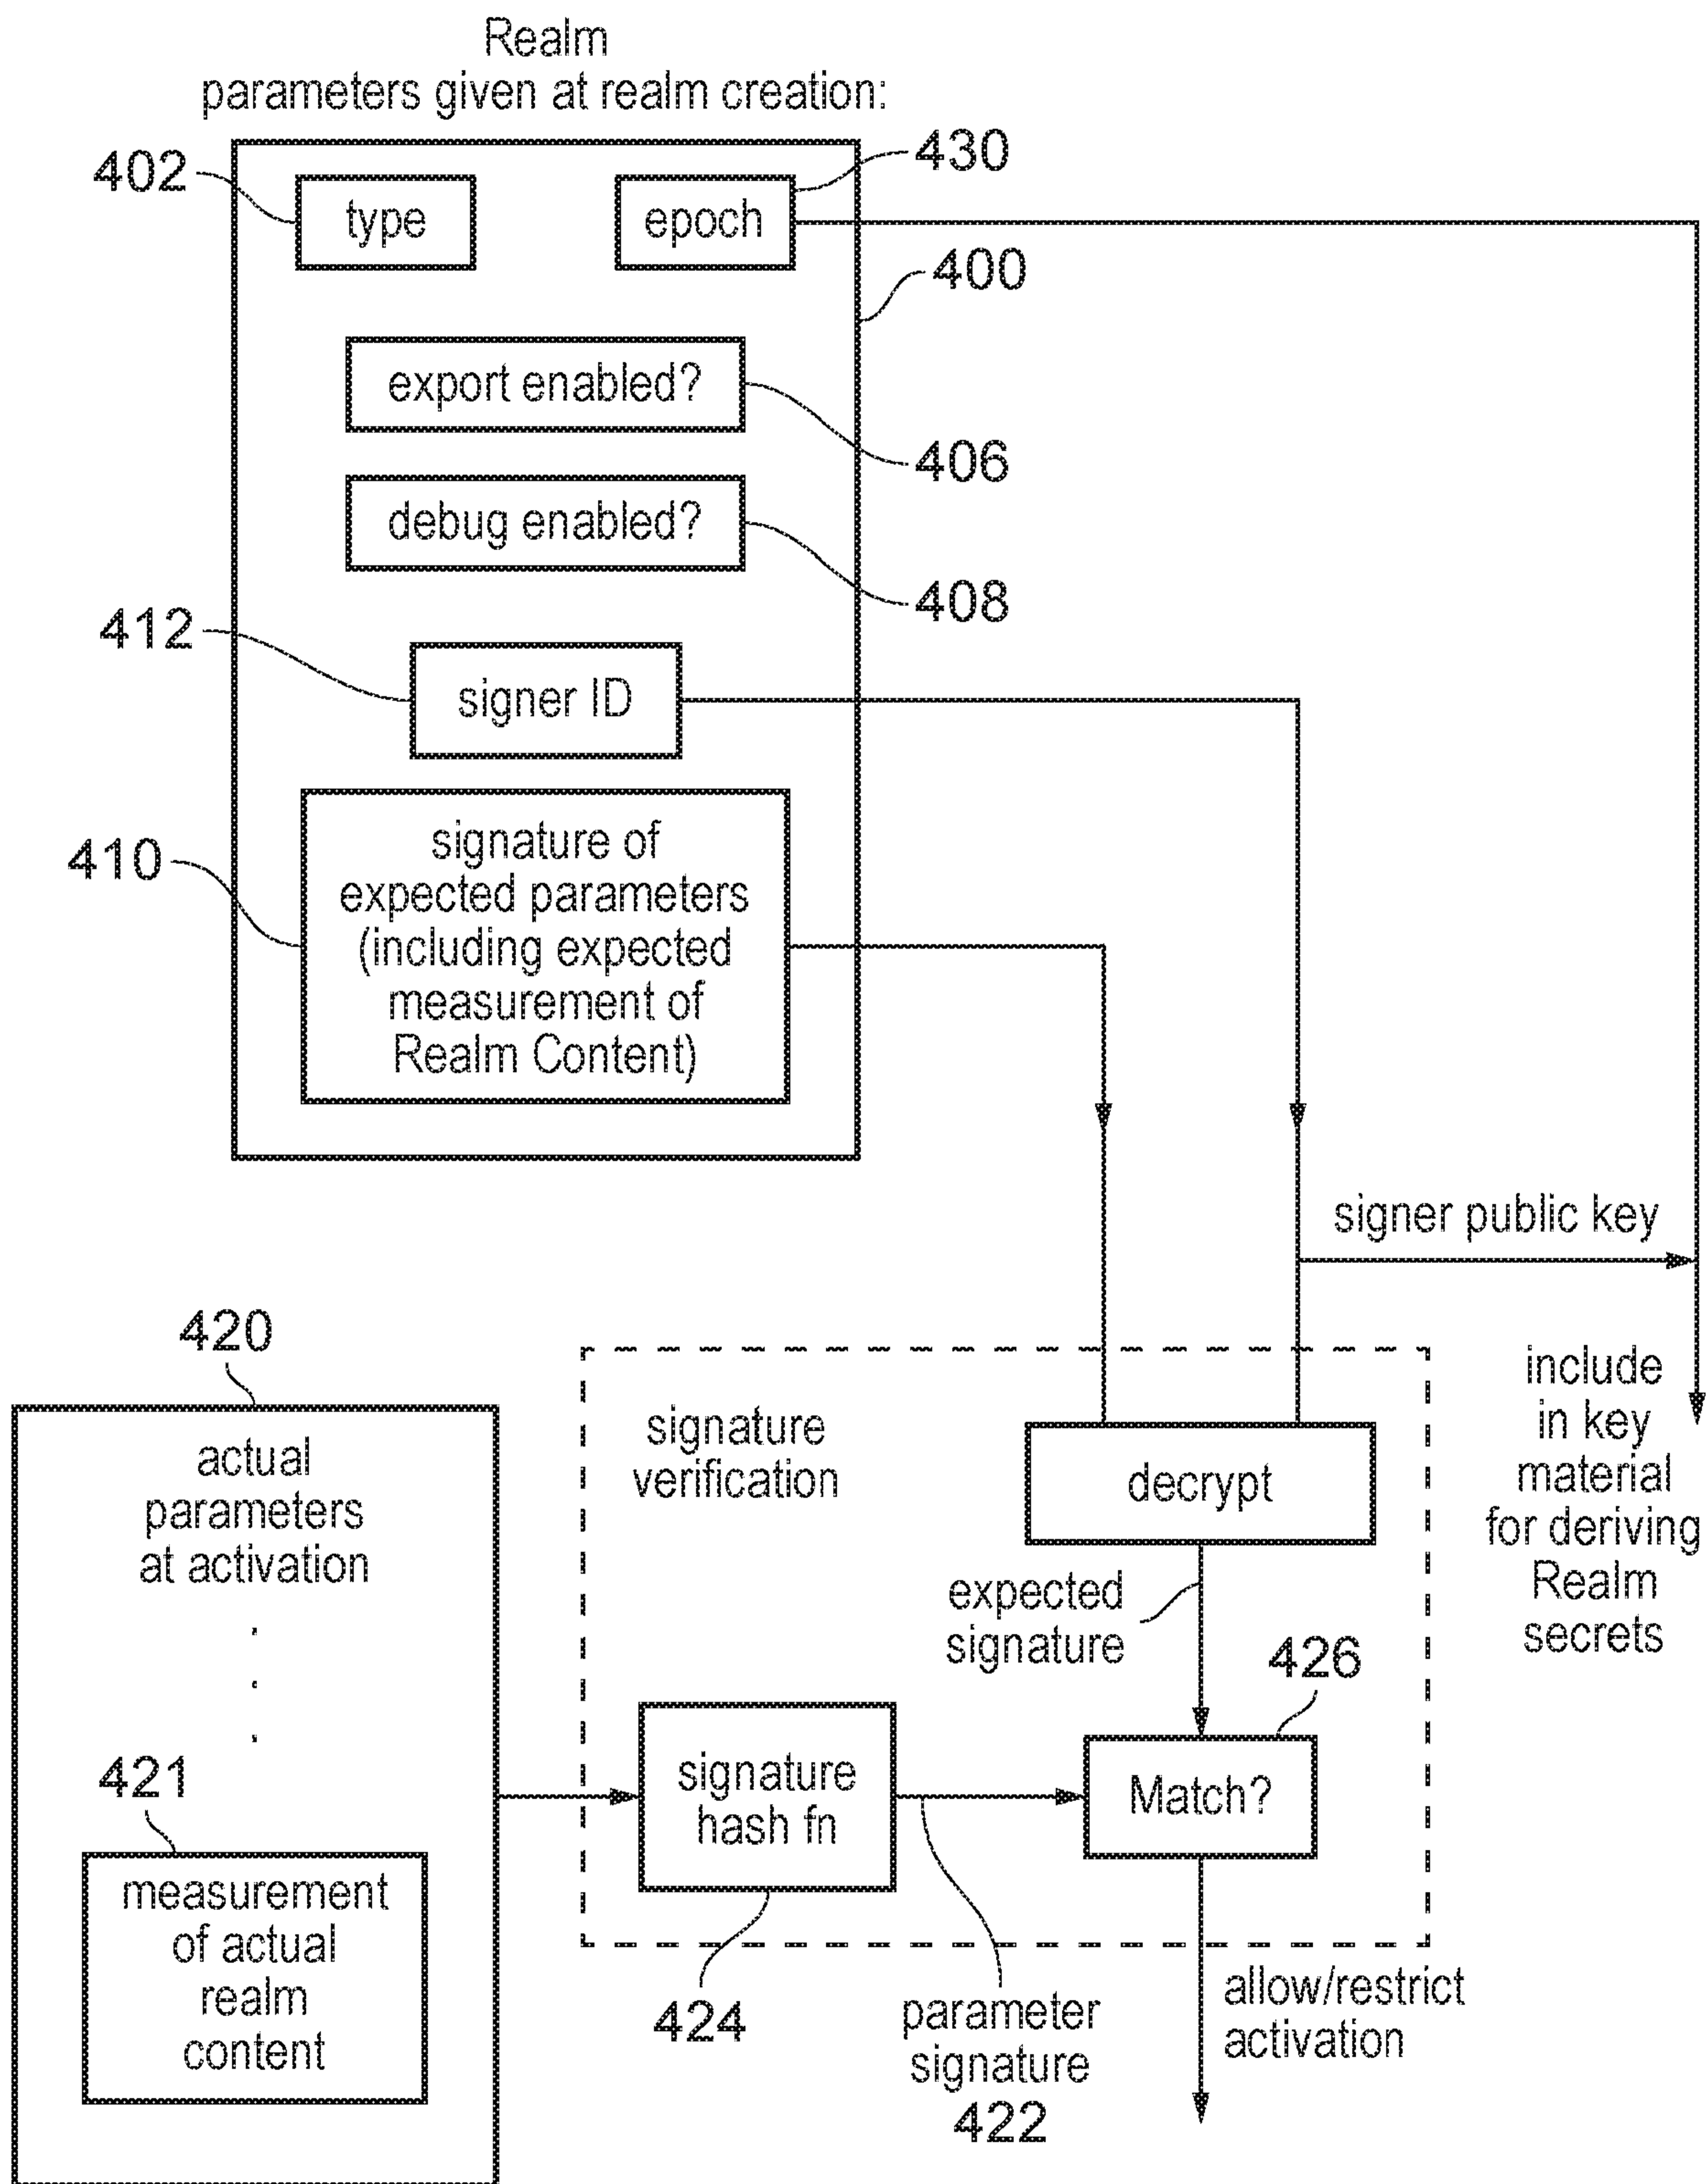 Realm
parameters given at realm creation:
402
type
epoch
430
400
export enabled?
406
debug enabled?
408
412
signer ID
410
signature of
expected parameters
(including expected
measurement of
Realm Content)
signer public key
include
in key
material
for deriving
Realm
secrets
420
actual
parameters
at activation
421
measurement
of actual
realm
content
signature
verification
decrypt
expected
signature
426
signature
hash fn
Match?
424
parameter
signature
422
allow/restrict
activation